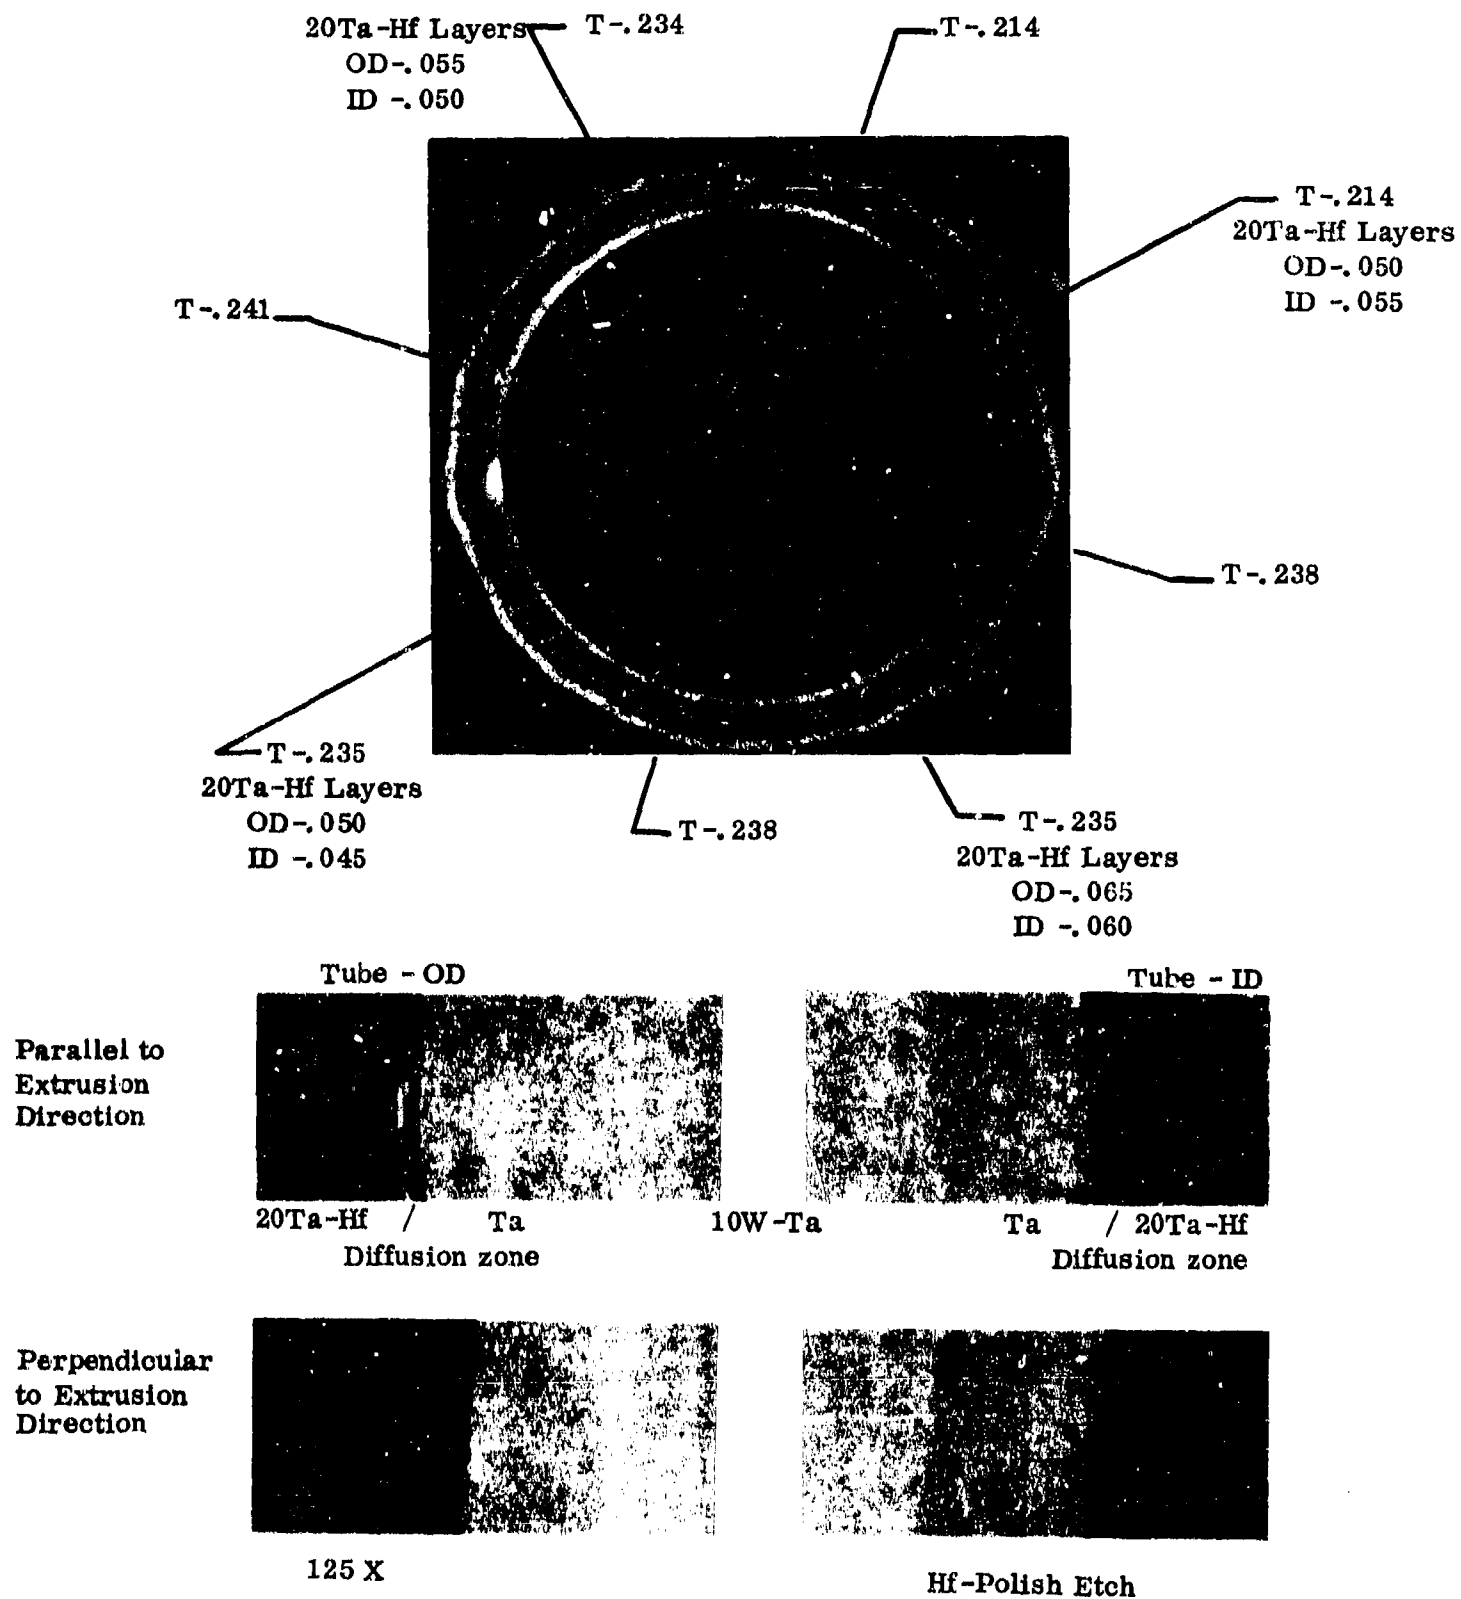 20Ta-Hf Layers T-.234
OD-.055
ID -.050
T-.214
T-.214
20Ta-Hf Layers
OD-.050
ID -.055
T-.241
T-.238
T-.235
20Ta-Hf Layers
OD-.050
ID -.045
T-.238
T-.235
20Ta-Hf Layers
OD-.065
ID -.060
Tube - OD
Tube - ID
Parallel to
Extrusion
Direction
20Ta-Hf / Ta 10W-Ta Ta / 20Ta-Hf
Diffusion zone Diffusion zone
Perpendicular
to Extrusion
Direction
125 X
Hf-Polish Etch